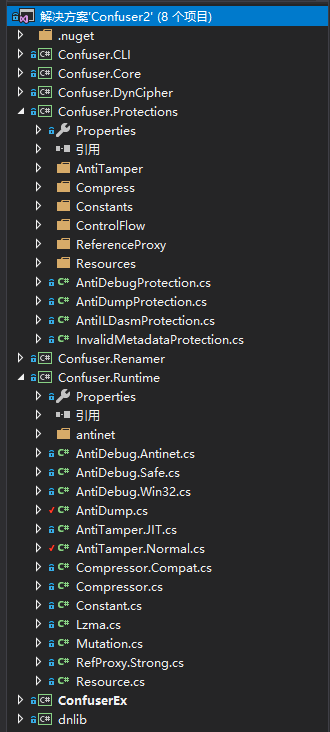 解决方案'Confuser2' (8 个项目)
.nuget
Confuser.CLI
Confuser.Core
Confuser.DynCipher
Confuser.Protections
Properties
引用
AntiTamper
Compress
Constants
ControlFlow
ReferenceProxy
Resources
AntiDebugProtection.cs
AntiDumpProtection.cs
AntiILDasmProtection.cs
InvalidMetadataProtection.cs
Confuser.Renamer
Confuser.Runtime
Properties
引用
antinet
AntiDebug.Antinet.cs
AntiDebug.Safe.cs
AntiDebug.Win32.cs
AntiDump.cs
AntiTamper.JIT.cs
AntiTamper.Normal.cs
Compressor.Compat.cs
Compressor.cs
Constant.cs
Lzma.cs
Mutation.cs
RefProxy.Strong.cs
Resource.cs
ConfuserEx
dnlib